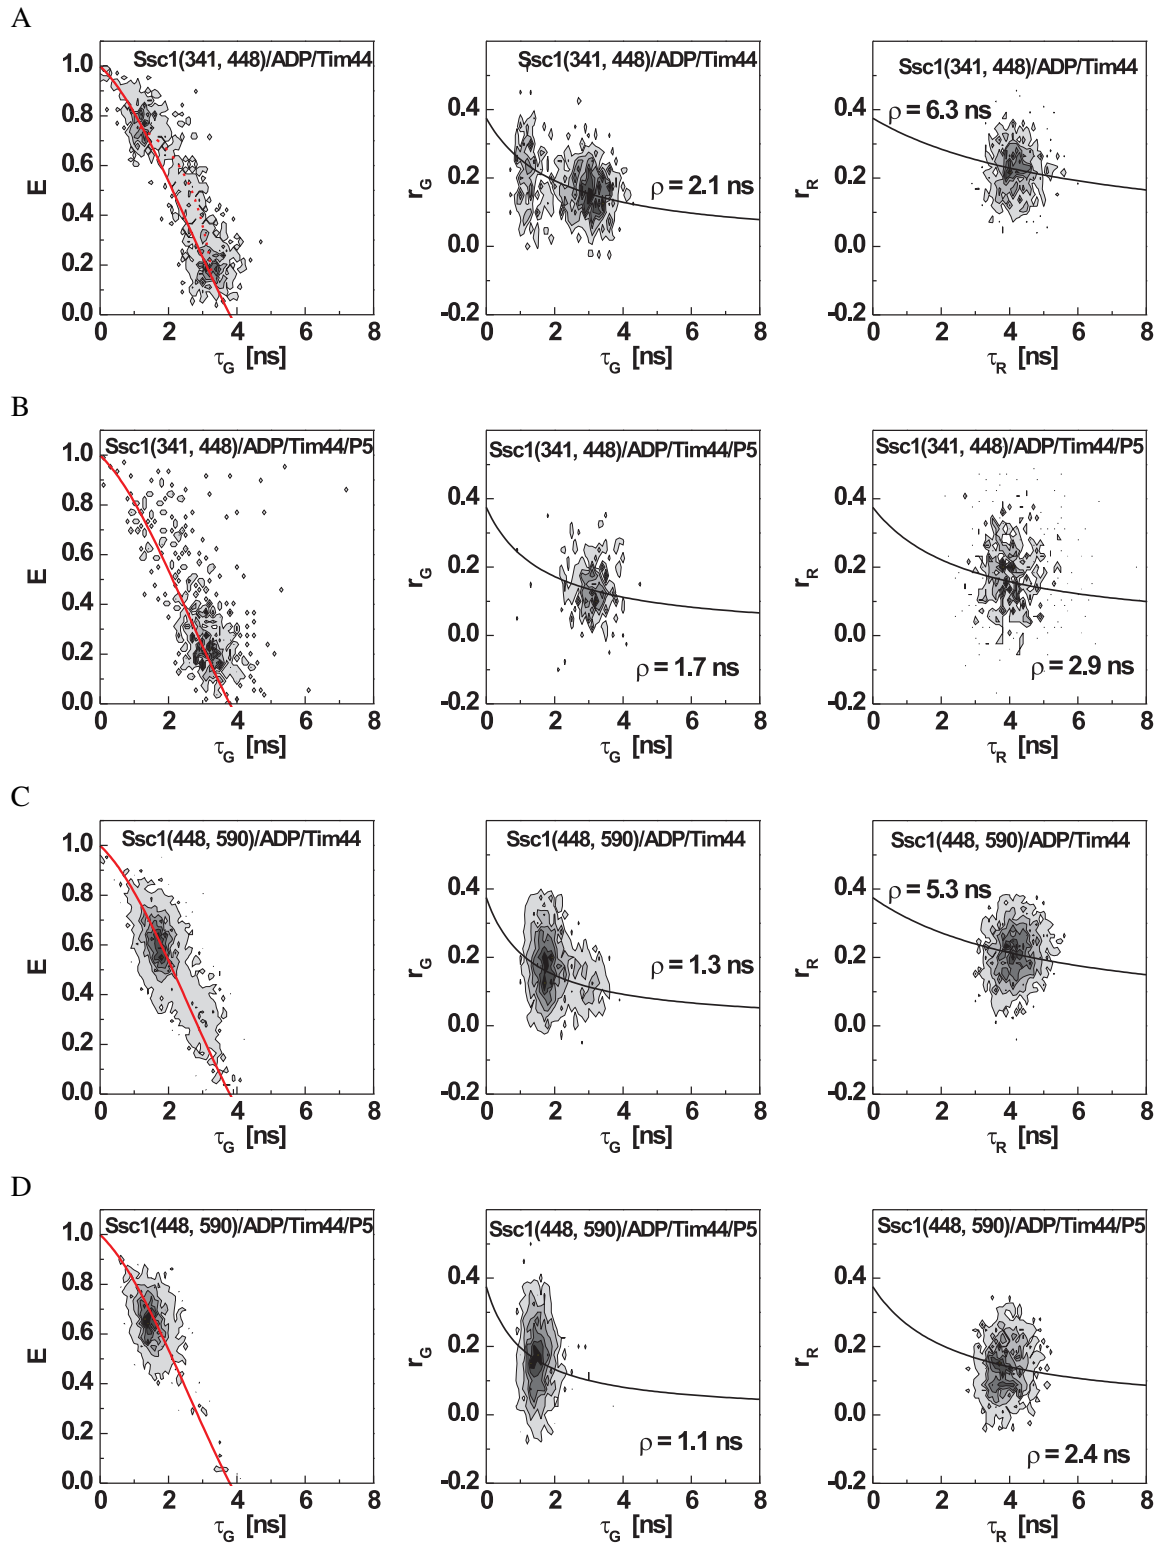 A
Ssc1(341, 448)/ADP/Tim44
1.0
0.8
0.6
0.4
0.2
0.0
E
0 2 4 6 8
τG [ns]
Ssc1(341, 448)/ADP/Tim44
0.4
0.2
0.0
-0.2
rG
ρ = 2.1 ns
0 2 4 6 8
τG [ns]
Ssc1(341, 448)/ADP/Tim44
0.4
0.2
0.0
-0.2
rR
ρ = 6.3 ns
0 2 4 6 8
τR [ns]
B
Ssc1(341, 448)/ADP/Tim44/P5
1.0
0.8
0.6
0.4
0.2
0.0
E
0 2 4 6 8
τG [ns]
Ssc1(341, 448)/ADP/Tim44/P5
0.4
0.2
0.0
-0.2
rG
ρ = 1.7 ns
0 2 4 6 8
τG [ns]
Ssc1(341, 448)/ADP/Tim44/P5
0.4
0.2
0.0
-0.2
rR
ρ = 2.9 ns
0 2 4 6 8
τR [ns]
C
Ssc1(448, 590)/ADP/Tim44
1.0
0.8
0.6
0.4
0.2
0.0
E
0 2 4 6 8
τG [ns]
Ssc1(448, 590)/ADP/Tim44
0.4
0.2
0.0
-0.2
rG
ρ = 1.3 ns
0 2 4 6 8
τG [ns]
Ssc1(448, 590)/ADP/Tim44
0.4
0.2
0.0
-0.2
rR
ρ = 5.3 ns
0 2 4 6 8
τR [ns]
D
Ssc1(448, 590)/ADP/Tim44/P5
1.0
0.8
0.6
0.4
0.2
0.0
E
0 2 4 6 8
τG [ns]
Ssc1(448, 590)/ADP/Tim44/P5
0.4
0.2
0.0
-0.2
rG
ρ = 1.1 ns
0 2 4 6 8
τG [ns]
Ssc1(448, 590)/ADP/Tim44/P5
0.4
0.2
0.0
-0.2
rR
ρ = 2.4 ns
0 2 4 6 8
τR [ns]